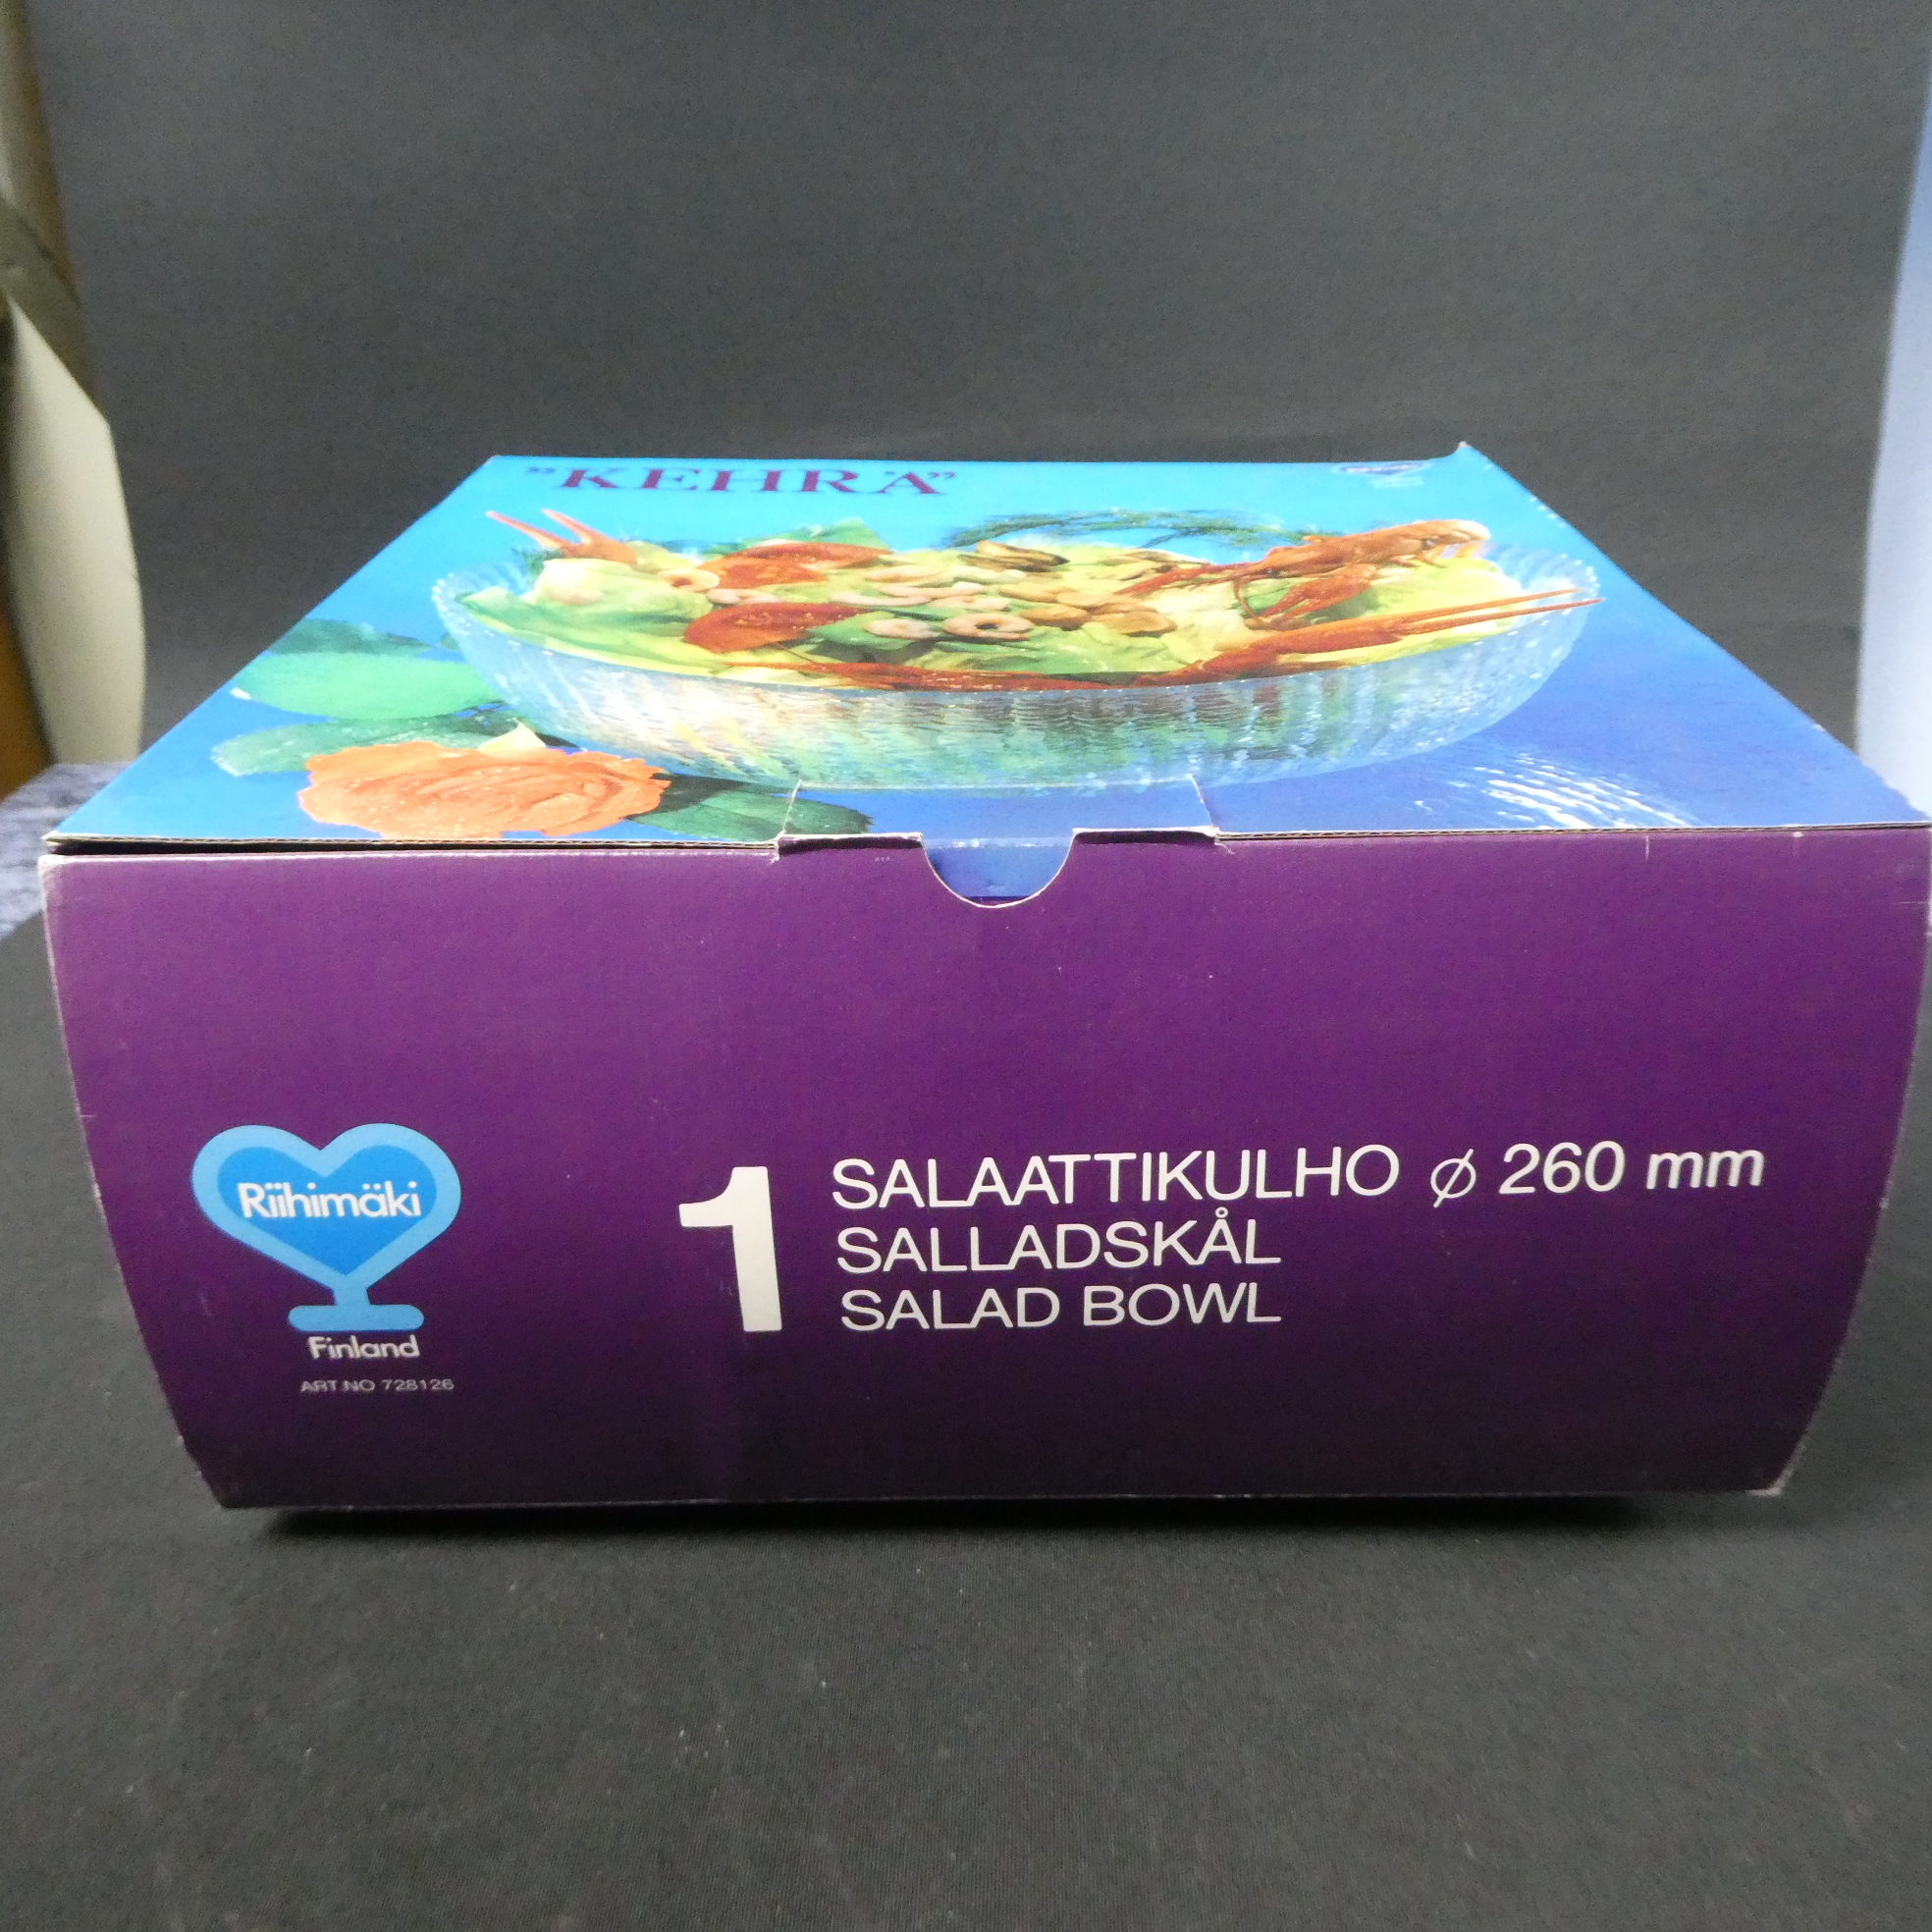 ”KEHRÄ”
Riihimäki
Finland
ART.NO 728126
1
SALAATTIKULHO ø 260 mm
SALLADSKÅL
SALAD BOWL